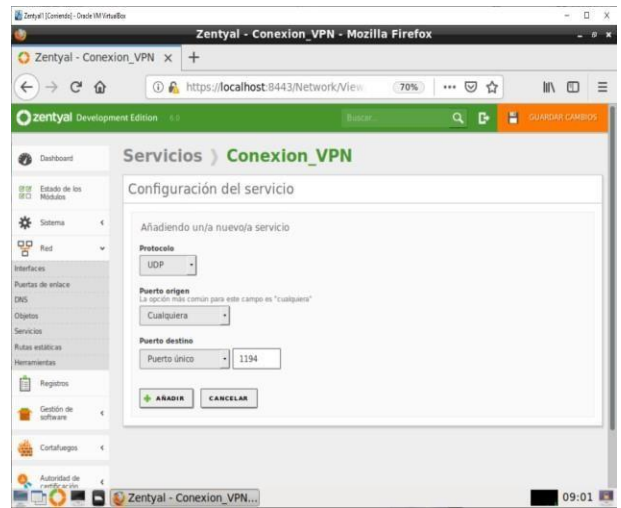 Zentyal1 [Corriendo] - Oracle VM VirtualBox
Zentyal - Conexion_VPN - Mozilla Firefox
Zentyal - Conexion_VPN
https://localhost:8443/Network/View
70%
zentyal Development Edition 6.0
Buscar...
GUARDAR CAMBIOS
Dashboard
Estado de los Módulos
Sistema
Red
Interfaces
Puertas de enlace
DNS
Objetos
Servicios
Rutas estáticas
Herramientas
Registros
Gestión de software
Cortafuegos
Autoridad de certificación
Servicios
Conexion_VPN
Configuración del servicio
Añadiendo un/a nuevo/a servicio
Protocolo
UDP
Puerto origen
La opción más común para este campo es "cualquiera"
Cualquiera
Puerto destino
Puerto único
1194
AÑADIR
CANCELAR
Zentyal - Conexion_VPN...
09:01